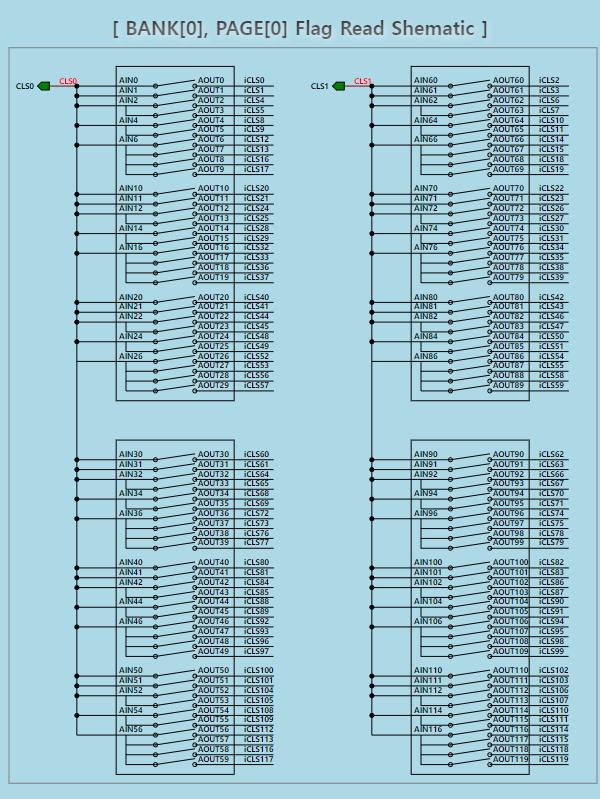 [ BANK[0], PAGE[0] Flag Read Shematic ]
CLS0 CLS0
AIN0 AOUT0 iCLS0
AIN1 AOUT1 iCLS1
AIN2 AOUT2 iCLS4
AOUT3 iCLS5
AIN4 AOUT4 iCLS8
AOUT5 iCLS9
AIN6 AOUT6 iCLS12
AOUT7 iCLS13
AOUT8 iCLS16
AOUT9 iCLS17
AIN10 AOUT10 iCLS20
AIN11 AOUT11 iCLS21
AIN12 AOUT12 iCLS24
AOUT13 iCLS25
AIN14 AOUT14 iCLS28
AOUT15 iCLS29
AIN16 AOUT16 iCLS32
AOUT17 iCLS33
AOUT18 iCLS36
AOUT19 iCLS37
AIN20 AOUT20 iCLS40
AIN21 AOUT21 iCLS41
AIN22 AOUT22 iCLS44
AOUT23 iCLS45
AIN24 AOUT24 iCLS48
AOUT25 iCLS49
AIN26 AOUT26 iCLS52
AOUT27 iCLS53
AOUT28 iCLS56
AOUT29 iCLS57
AIN30 AOUT30 iCLS60
AIN31 AOUT31 iCLS61
AIN32 AOUT32 iCLS64
AOUT33 iCLS65
AIN34 AOUT34 iCLS68
AOUT35 iCLS69
AIN36 AOUT36 iCLS72
AOUT37 iCLS73
AOUT38 iCLS76
AOUT39 iCLS77
AIN40 AOUT40 iCLS80
AIN41 AOUT41 iCLS81
AIN42 AOUT42 iCLS84
AOUT43 iCLS85
AIN44 AOUT44 iCLS88
AOUT45 iCLS89
AIN46 AOUT46 iCLS92
AOUT47 iCLS93
AOUT48 iCLS96
AOUT49 iCLS97
AIN50 AOUT50 iCLS100
AIN51 AOUT51 iCLS101
AIN52 AOUT52 iCLS104
AOUT53 iCLS105
AIN54 AOUT54 iCLS108
AOUT55 iCLS109
AIN56 AOUT56 iCLS112
AOUT57 iCLS113
AOUT58 iCLS116
AOUT59 iCLS117
CLS1 CLS1
AIN60 AOUT60 iCLS2
AIN61 AOUT61 iCLS3
AIN62 AOUT62 iCLS6
AOUT63 iCLS7
AIN64 AOUT64 iCLS10
AOUT65 iCLS11
AIN66 AOUT66 iCLS14
AOUT67 iCLS15
AOUT68 iCLS18
AOUT69 iCLS19
AIN70 AOUT70 iCLS22
AIN71 AOUT71 iCLS23
AIN72 AOUT72 iCLS26
AOUT73 iCLS27
AIN74 AOUT74 iCLS30
AOUT75 iCLS31
AIN76 AOUT76 iCLS34
AOUT77 iCLS35
AOUT78 iCLS38
AOUT79 iCLS39
AIN80 AOUT80 iCLS42
AIN81 AOUT81 iCLS43
AIN82 AOUT82 iCLS46
AOUT83 iCLS47
AIN84 AOUT84 iCLS50
AOUT85 iCLS51
AIN86 AOUT86 iCLS54
AOUT87 iCLS55
AOUT88 iCLS58
AOUT89 iCLS59
AIN90 AOUT90 iCLS62
AIN91 AOUT91 iCLS63
AIN92 AOUT92 iCLS66
AOUT93 iCLS67
AIN94 AOUT94 iCLS70
AOUT95 iCLS71
AIN96 AOUT96 iCLS74
AOUT97 iCLS75
AOUT98 iCLS78
AOUT99 iCLS79
AIN100 AOUT100 iCLS82
AIN101 AOUT101 iCLS83
AIN102 AOUT102 iCLS86
AOUT103 iCLS87
AIN104 AOUT104 iCLS90
AOUT105 iCLS91
AIN106 AOUT106 iCLS94
AOUT107 iCLS95
AOUT108 iCLS98
AOUT109 iCLS99
AIN110 AOUT110 iCLS102
AIN111 AOUT111 iCLS103
AIN112 AOUT112 iCLS106
AOUT113 iCLS107
AIN114 AOUT114 iCLS110
AOUT115 iCLS111
AIN116 AOUT116 iCLS114
AOUT117 iCLS115
AOUT118 iCLS118
AOUT119 iCLS119